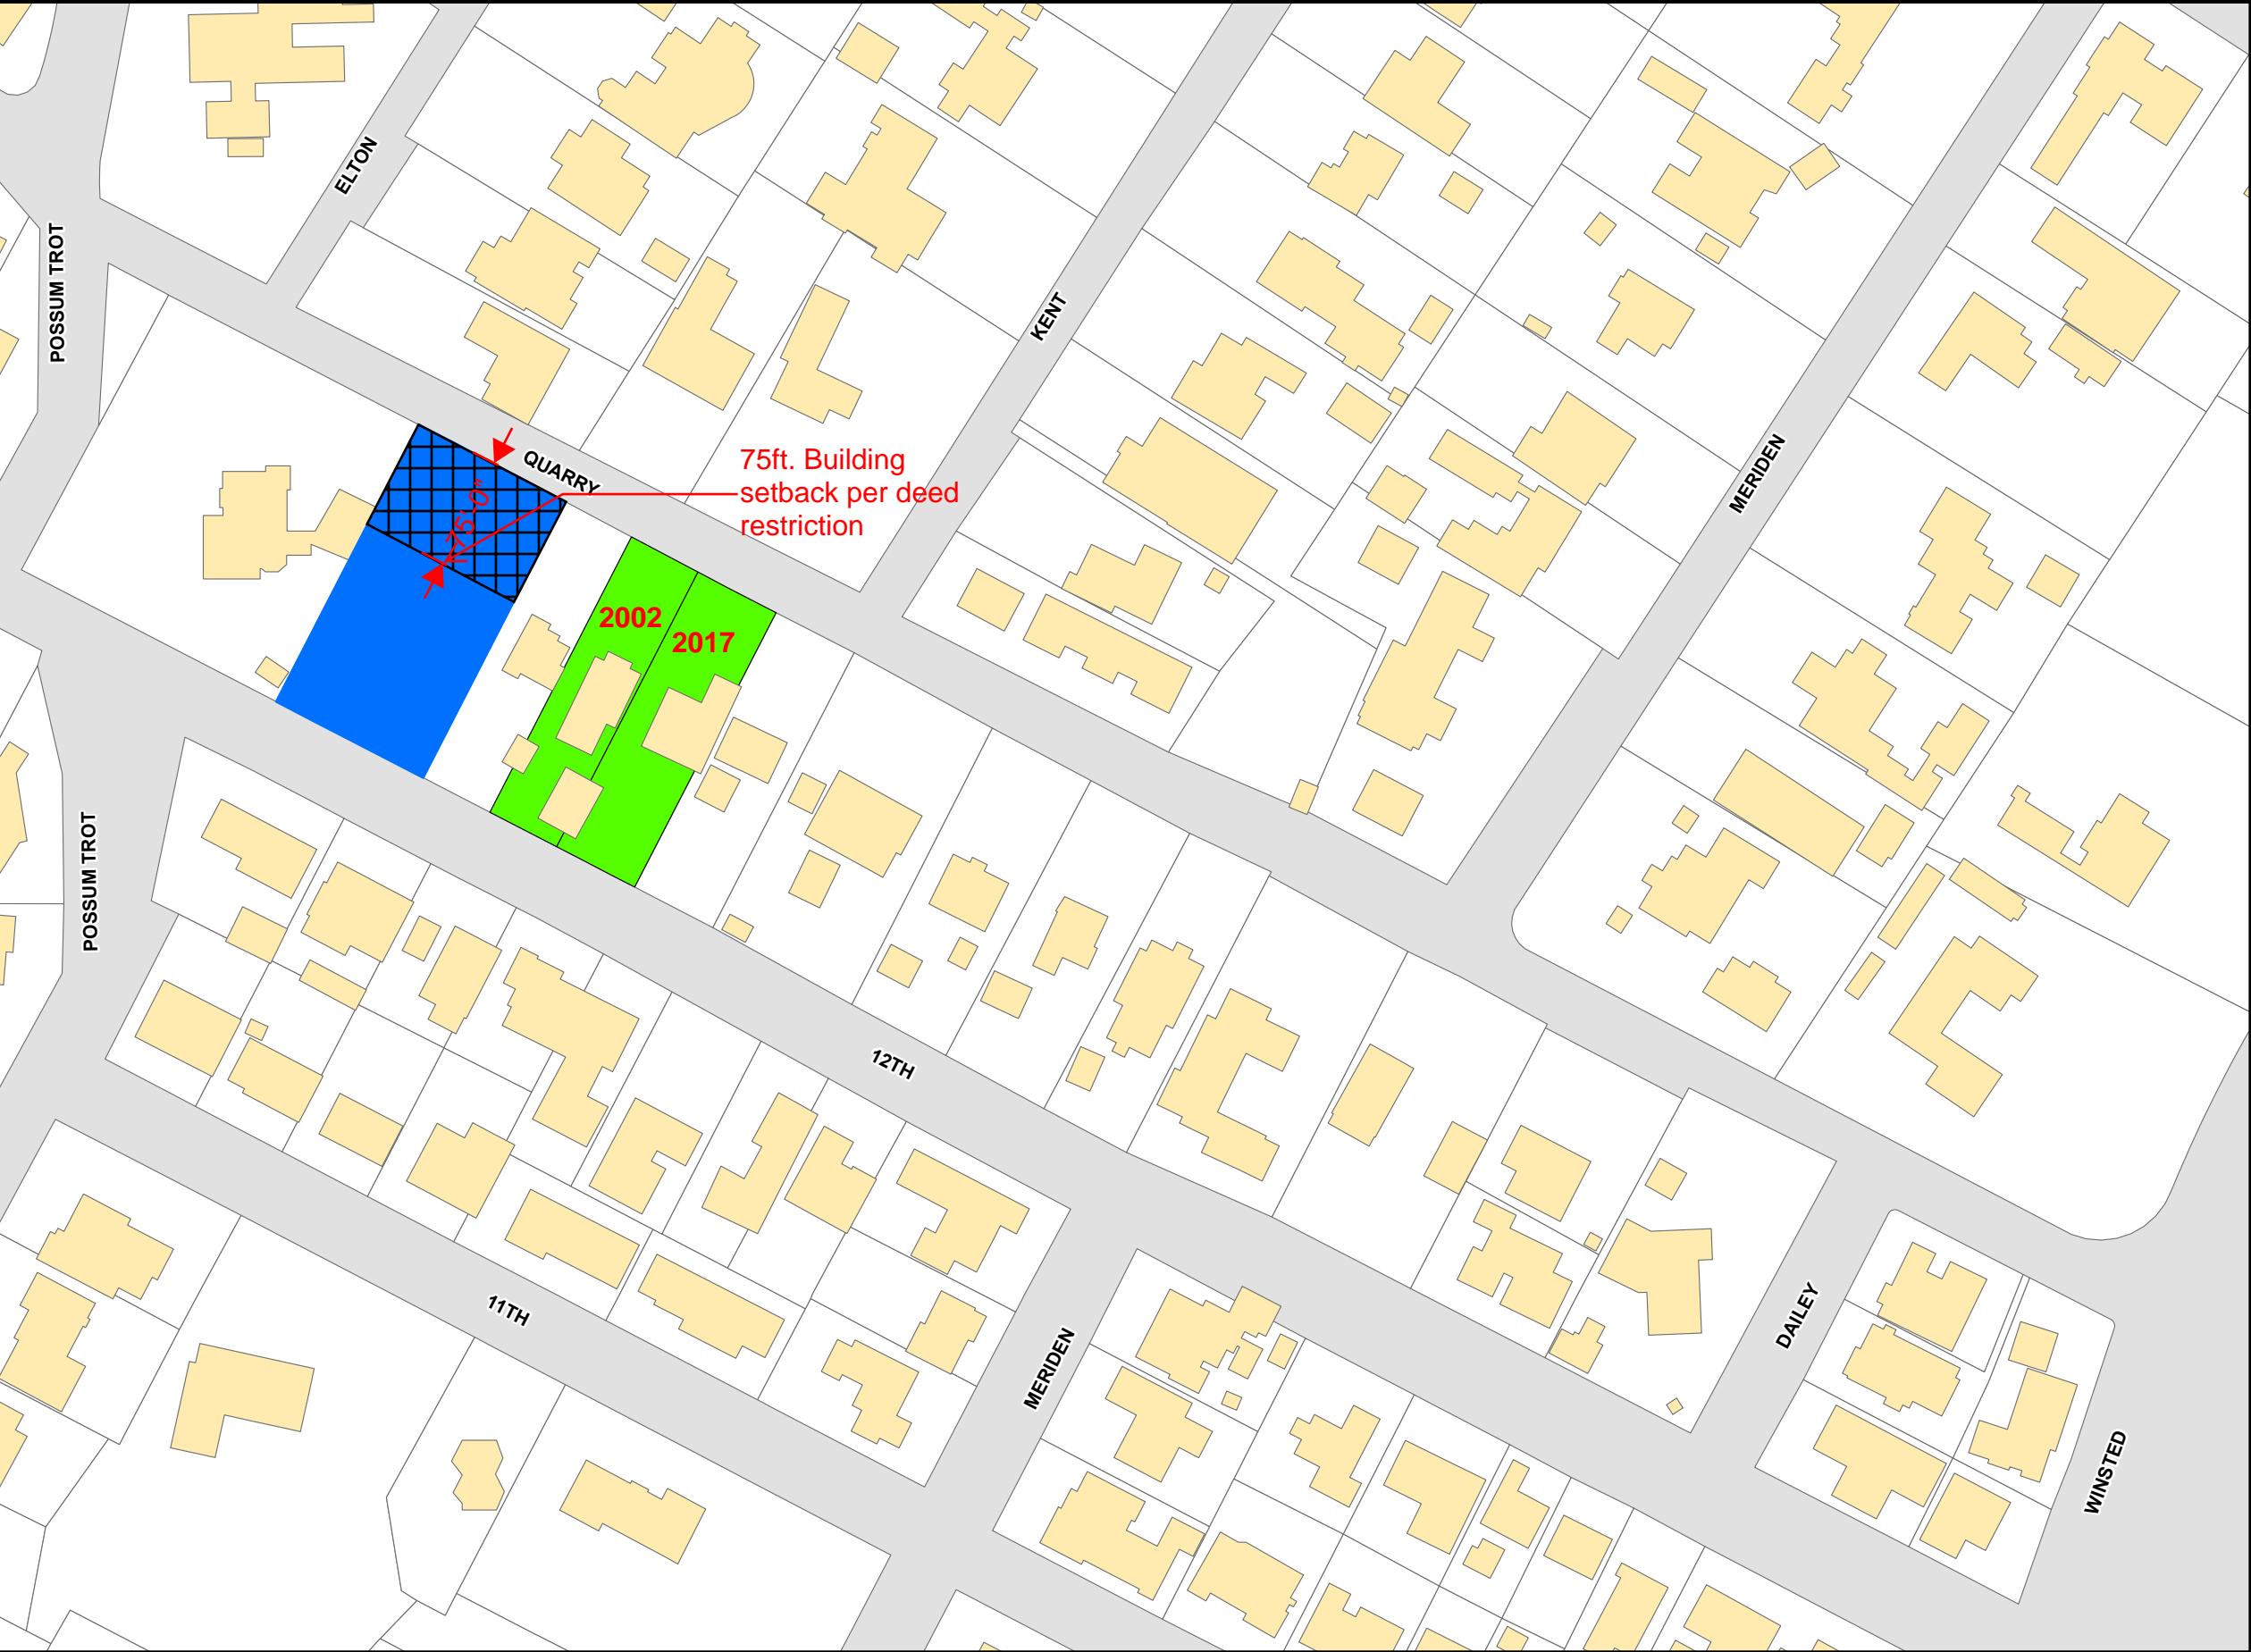 ELTON
POSSUM TROT
KENT
MERIDEN
QUARRY
75ft. Building
setback per deed
restriction
75'-0"
2002
2017
POSSUM TROT
12TH
11TH
MERIDEN
DAILEY
WINSTED